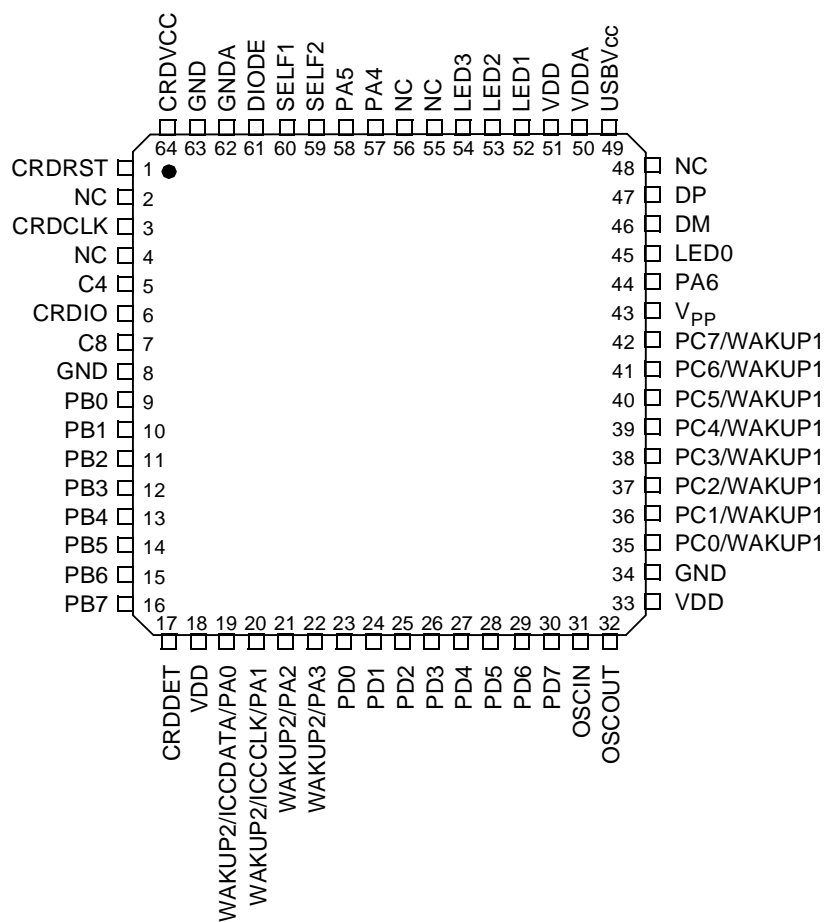 CRDVCC
GND
GNDA
DIODE
SELF1
SELF2
PA5
PA4
NC
NC
LED3
LED2
LED1
VDD
VDDA
USBVcc
64 63 62 61 60 59 58 57 56 55 54 53 52 51 50 49
CRDRST 1
NC 2
CRDCLK 3
NC 4
C4 5
CRDIO 6
C8 7
GND 8
PB0 9
PB1 10
PB2 11
PB3 12
PB4 13
PB5 14
PB6 15
PB7 16
48 NC
47 DP
46 DM
45 LED0
44 PA6
43 VPP
42 PC7/WAKUP1
41 PC6/WAKUP1
40 PC5/WAKUP1
39 PC4/WAKUP1
38 PC3/WAKUP1
37 PC2/WAKUP1
36 PC1/WAKUP1
35 PC0/WAKUP1
34 GND
33 VDD
17 18 19 20 21 22 23 24 25 26 27 28 29 30 31 32
CRDDET
VDD
WAKUP2/ICCDATA/PA0
WAKUP2/ICCCLK/PA1
WAKUP2/PA2
WAKUP2/PA3
PD0
PD1
PD2
PD3
PD4
PD5
PD6
PD7
OSCIN
OSCOUT